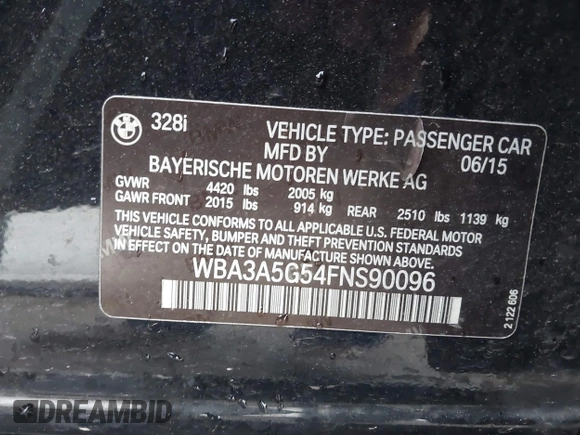 BMW
328i
VEHICLE TYPE: PASSENGER CAR
MFD BY 06/15
BAYERISCHE MOTOREN WERKE AG
GVWR 4420 lbs 2005 kg
GAWR FRONT 2015 lbs 914 kg REAR 2510 lbs 1139 kg
THIS VEHICLE CONFORMS TO ALL APPLICABLE U.S. FEDERAL MOTOR
VEHICLE SAFETY, BUMPER AND THEFT PREVENTION STANDARDS
IN EFFECT ON THE DATE OF MANUFACTURE SHOWN ABOVE.
WBA3A5G54FNS90096
2 122 606
DREAMBID